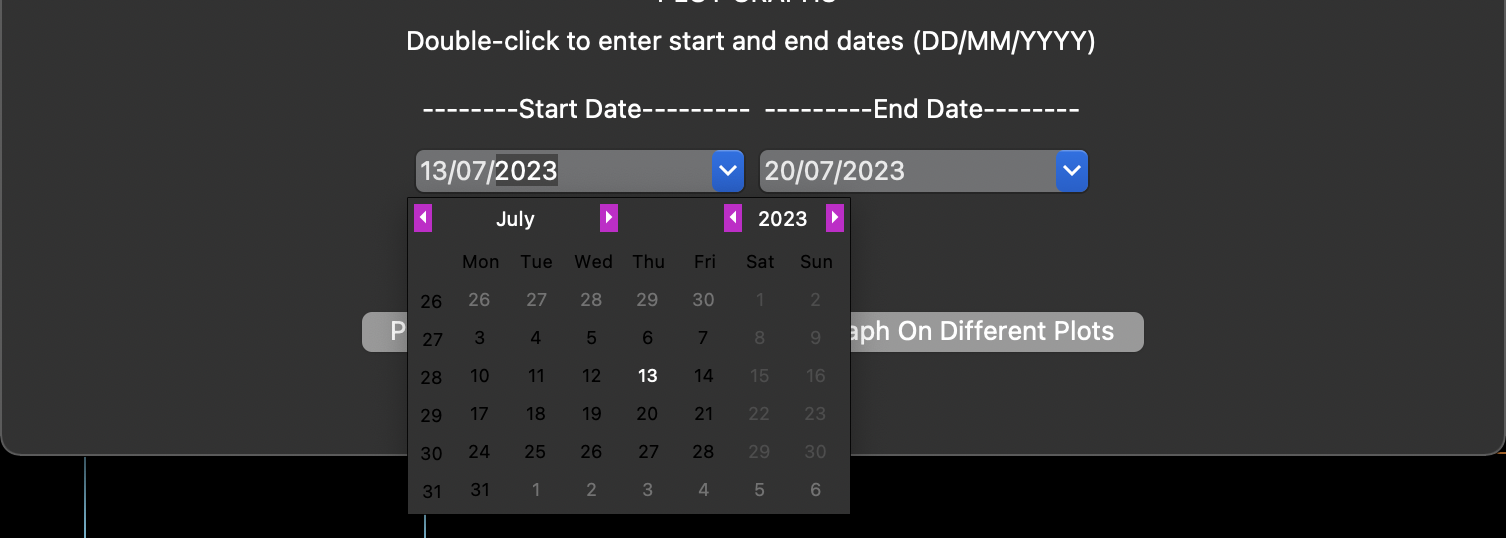 PLOT GRAPHS
Double-click to enter start and end dates (DD/MM/YYYY)
--------Start Date--------- ---------End Date--------
13/07/2023 20/07/2023
July 2023
Mon Tue Wed Thu Fri Sat Sun
26 26 27 28 29 30 1 2
27 3 4 5 6 7 8 9
28 10 11 12 13 14 15 16
P aph On Different Plots
29 17 18 19 20 21 22 23
30 24 25 26 27 28 29 30
31 31 1 2 3 4 5 6